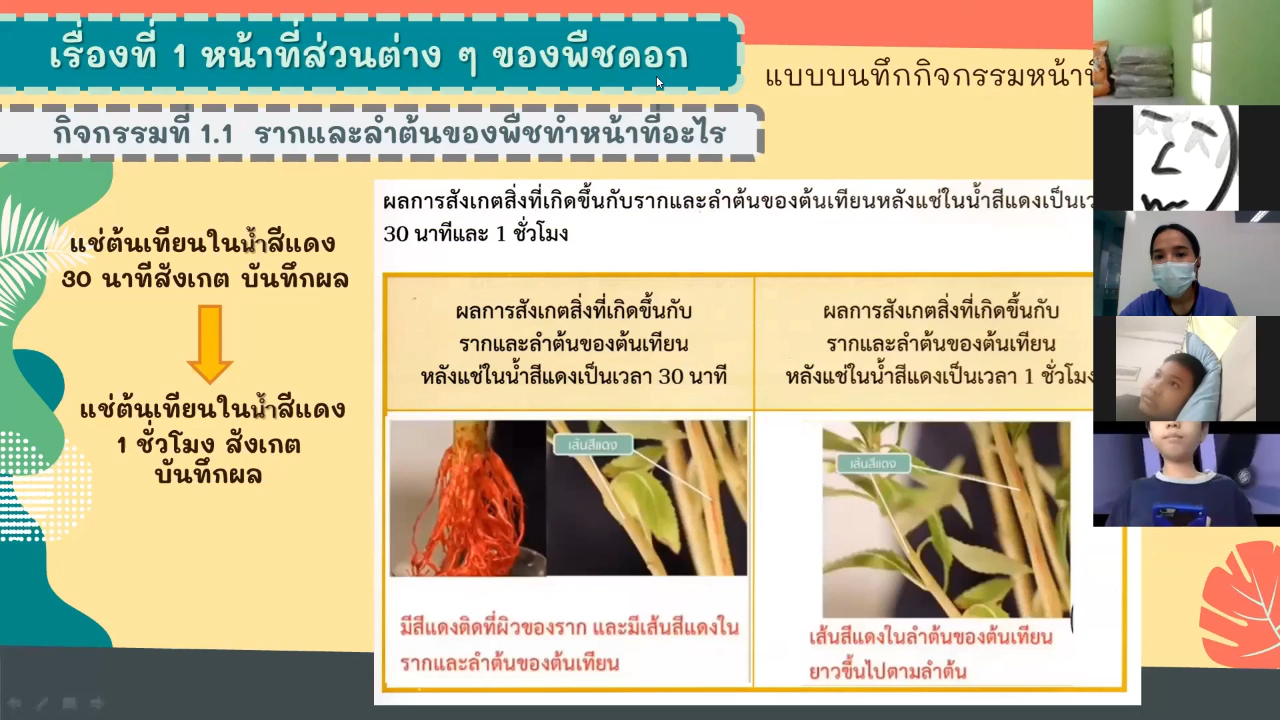 เรื่องที่ 1 หน้าที่ส่วนต่าง ๆ ของพืชดอก
แบบบนทึกกิจกรรมหน้าที่
กิจกรรมที่ 1.1 รากและลำต้นของพืชทำหน้าที่อะไร
แช่ต้นเทียนในน้ำสีแดง
30 นาทีสังเกต บันทึกผล
แช่ต้นเทียนในน้ำสีแดง
1 ชั่วโมง สังเกต
บันทึกผล
ผลการสังเกตสิ่งที่เกิดขึ้นกับรากและลำต้นของต้นเทียนหลังแช่ในน้ำสีแดงเป็น
30 นาทีและ 1 ชั่วโมง
ผลการสังเกตสิ่งที่เกิดขึ้นกับ
รากและลำต้นของต้นเทียน
หลังแช่ในน้ำสีแดงเป็นเวลา 30 นาที
ผลการสังเกตสิ่งที่เกิดขึ้นกับ
รากและลำต้นของต้นเทียน
หลังแช่ในน้ำสีแดงเป็นเวลา 1 ชั่วโมง
เส้นสีแดง
เส้นสีแดง
มีสีแดงติดที่ผิวของราก และมีเส้นสีแดงใน
รากและลำต้นของต้นเทียน
เส้นสีแดงในลำต้นของต้นเทียน
ยาวขึ้นไปตามลำต้น